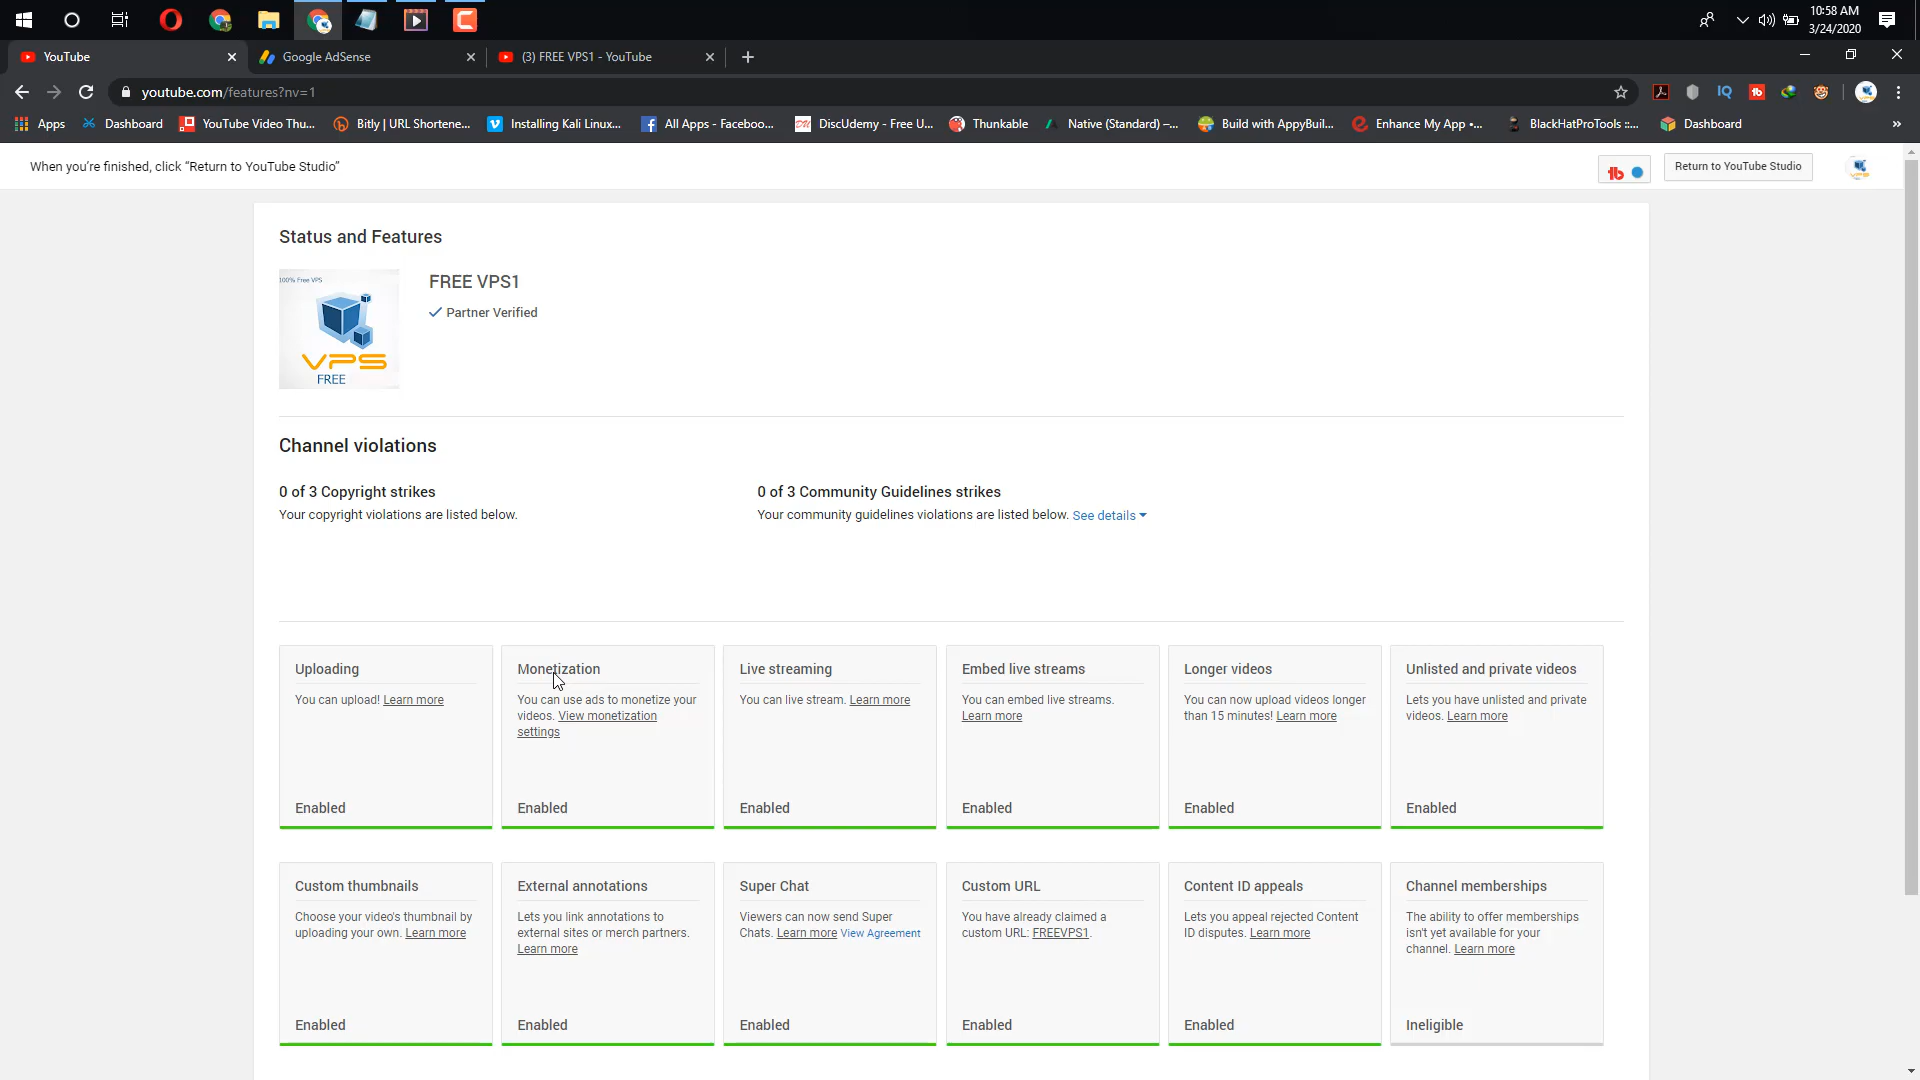 10:58 AM
3/24/2020
YouTube
Google AdSense
(3) FREE VPS1 - YouTube
youtube.com/features?nv=1
Apps
Dashboard
YouTube Video Thu...
Bitly | URL Shortene...
Installing Kali Linux...
All Apps - Faceboo...
DiscUdemy - Free U...
Thunkable
Native (Standard) –...
Build with AppyBuil...
Enhance My App •...
BlackHatProTools ::...
Dashboard
When you're finished, click "Return to YouTube Studio"
Return to YouTube Studio
Status and Features
100% Free VPS
VPS
FREE
FREE VPS1
Partner Verified
Channel violations
0 of 3 Copyright strikes
Your copyright violations are listed below.
0 of 3 Community Guidelines strikes
Your community guidelines violations are listed below. See details
Uploading
You can upload! Learn more
Enabled
Monetization
You can use ads to monetize your
videos. View monetization
settings
Enabled
Live streaming
You can live stream. Learn more
Enabled
Embed live streams
You can embed live streams.
Learn more
Enabled
Longer videos
You can now upload videos longer
than 15 minutes! Learn more
Enabled
Unlisted and private videos
Lets you have unlisted and private
videos. Learn more
Enabled
Custom thumbnails
Choose your video's thumbnail by
uploading your own. Learn more
Enabled
External annotations
Lets you link annotations to
external sites or merch partners.
Learn more
Enabled
Super Chat
Viewers can now send Super
Chats. Learn more View Agreement
Enabled
Custom URL
You have already claimed a
custom URL: FREEVPS1.
Enabled
Content ID appeals
Lets you appeal rejected Content
ID disputes. Learn more
Enabled
Channel memberships
The ability to offer memberships
isn't yet available for your
channel. Learn more
Ineligible